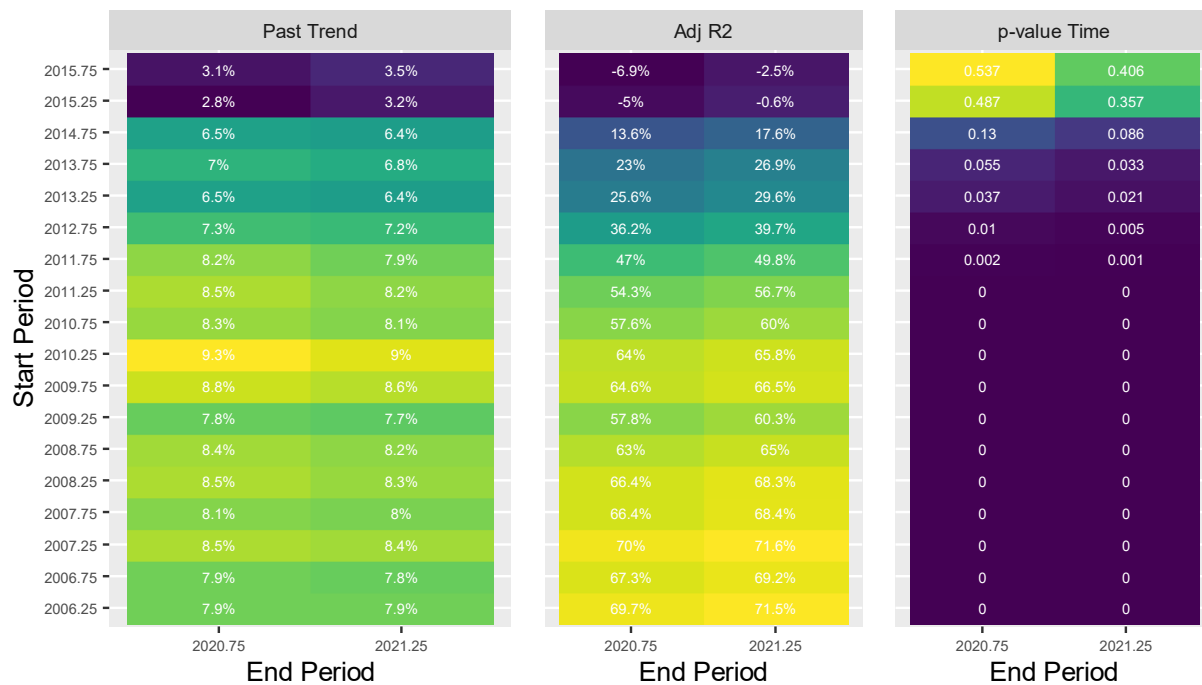 Past Trend Adj R2 p-value Time
2015.75 3.1% 3.5% -6.9% -2.5% 0.537 0.406
2015.25 2.8% 3.2% -5% -0.6% 0.487 0.357
2014.75 6.5% 6.4% 13.6% 17.6% 0.13 0.086
2013.75 7% 6.8% 23% 26.9% 0.055 0.033
2013.25 6.5% 6.4% 25.6% 29.6% 0.037 0.021
2012.75 7.3% 7.2% 36.2% 39.7% 0.01 0.005
2011.75 8.2% 7.9% 47% 49.8% 0.002 0.001
2011.25 8.5% 8.2% 54.3% 56.7% 0 0
2010.75 8.3% 8.1% 57.6% 60% 0 0
2010.25 9.3% 9% 64% 65.8% 0 0
2009.75 8.8% 8.6% 64.6% 66.5% 0 0
2009.25 7.8% 7.7% 57.8% 60.3% 0 0
2008.75 8.4% 8.2% 63% 65% 0 0
2008.25 8.5% 8.3% 66.4% 68.3% 0 0
2007.75 8.1% 8% 66.4% 68.4% 0 0
2007.25 8.5% 8.4% 70% 71.6% 0 0
2006.75 7.9% 7.8% 67.3% 69.2% 0 0
2006.25 7.9% 7.9% 69.7% 71.5% 0 0
Start Period
2020.75 2021.25 2020.75 2021.25 2020.75 2021.25
End Period End Period End Period